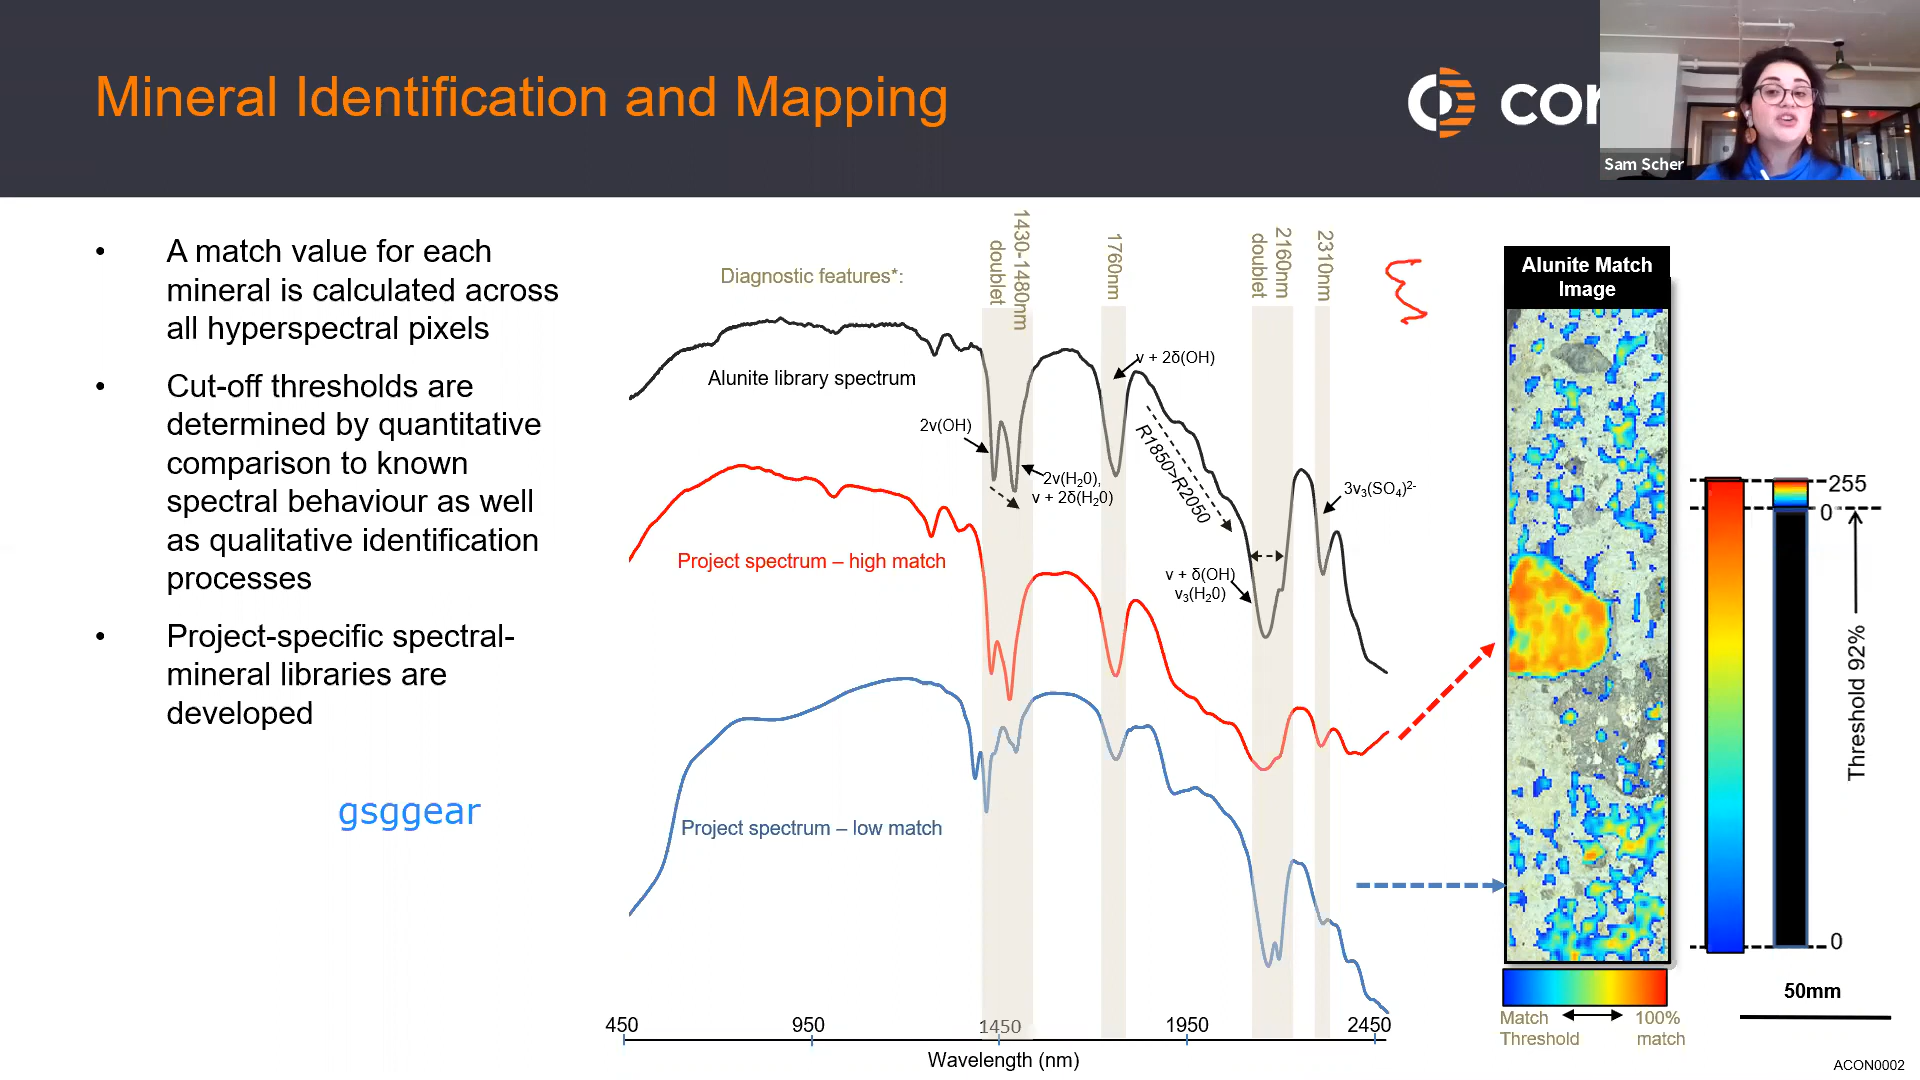 Mineral Identification and Mapping
cor
Sam Scher
• A match value for each
mineral is calculated across
all hyperspectral pixels
• Cut-off thresholds are
determined by quantitative
comparison to known
spectral behaviour as well
as qualitative identification
processes
• Project-specific spectral-
mineral libraries are
developed
gsggear
Diagnostic features*:
1430-1480nm
doublet
1760nm
2160nm
doublet
2310nm
Alunite library spectrum
2v(OH)
2v(H₂0),
v + 2δ(H₂0)
v + 2δ(OH)
R1850>R2050
v + δ(OH)
v₃(H₂0)
3v₃(SO₄)²⁻
Project spectrum – high match
Project spectrum – low match
450
950
1450
1950
2450
Wavelength (nm)
Alunite Match
Image
Match
Threshold
100%
match
255
0
Threshold 92%
0
50mm
ACON0002